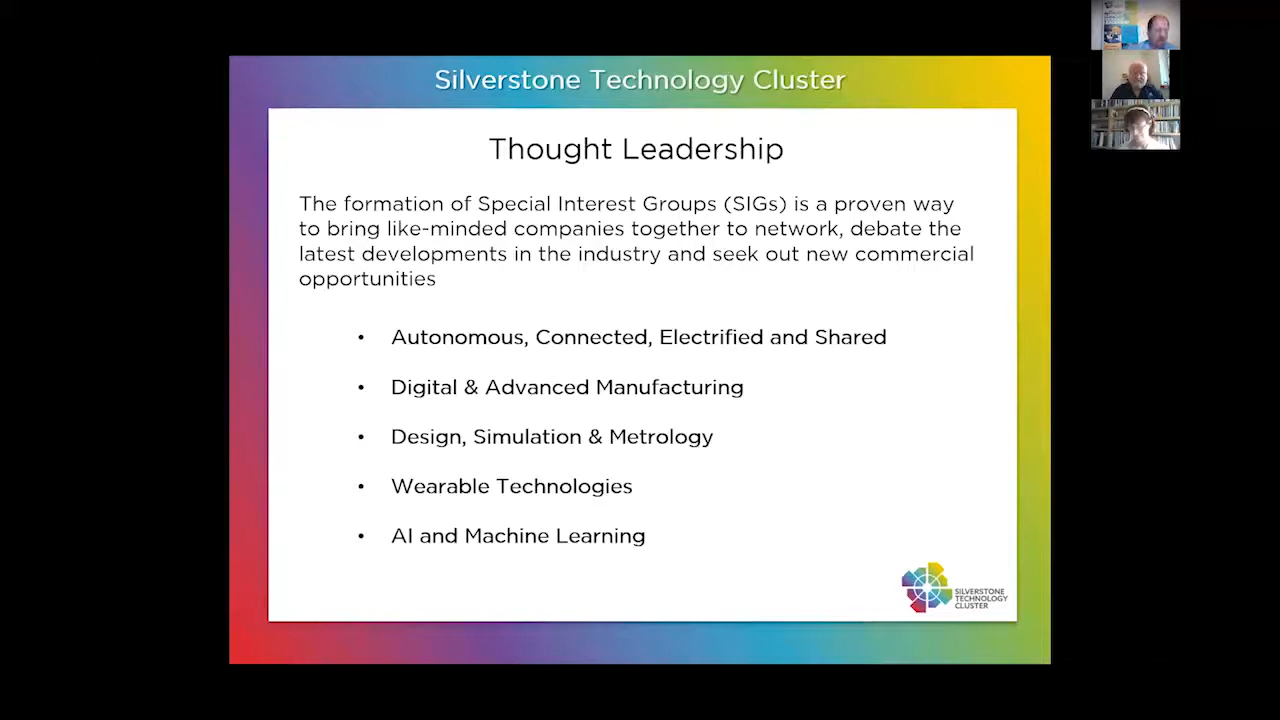 Silverstone Technology Cluster
Thought Leadership
The formation of Special Interest Groups (SIGs) is a proven way
to bring like-minded companies together to network, debate the
latest developments in the industry and seek out new commercial
opportunities
• Autonomous, Connected, Electrified and Shared
• Digital & Advanced Manufacturing
• Design, Simulation & Metrology
• Wearable Technologies
• AI and Machine Learning
SILVERSTONE
TECHNOLOGY
CLUSTER